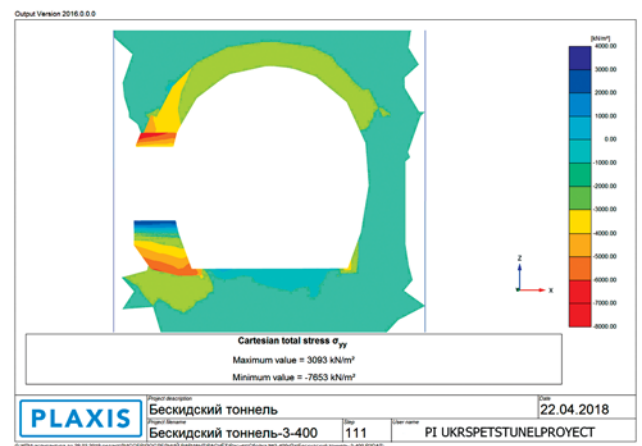 Output Version 2016.0.0.0
[kN/m²]
4000.00
3000.00
2000.00
1000.00
0.00
-1000.00
-2000.00
-3000.00
-4000.00
-5000.00
-6000.00
-7000.00
-8000.00
Z
X
Cartesian total stress σyy
Maximum value = 3093 kN/m²
Minimum value = -7653 kN/m²
PLAXIS
Project description
Бескидский тоннель
Date
22.04.2018
Project filename
Бескидский тоннель-3-400
Step
111
User name
PI UKRSPETSTUNELPROYECT